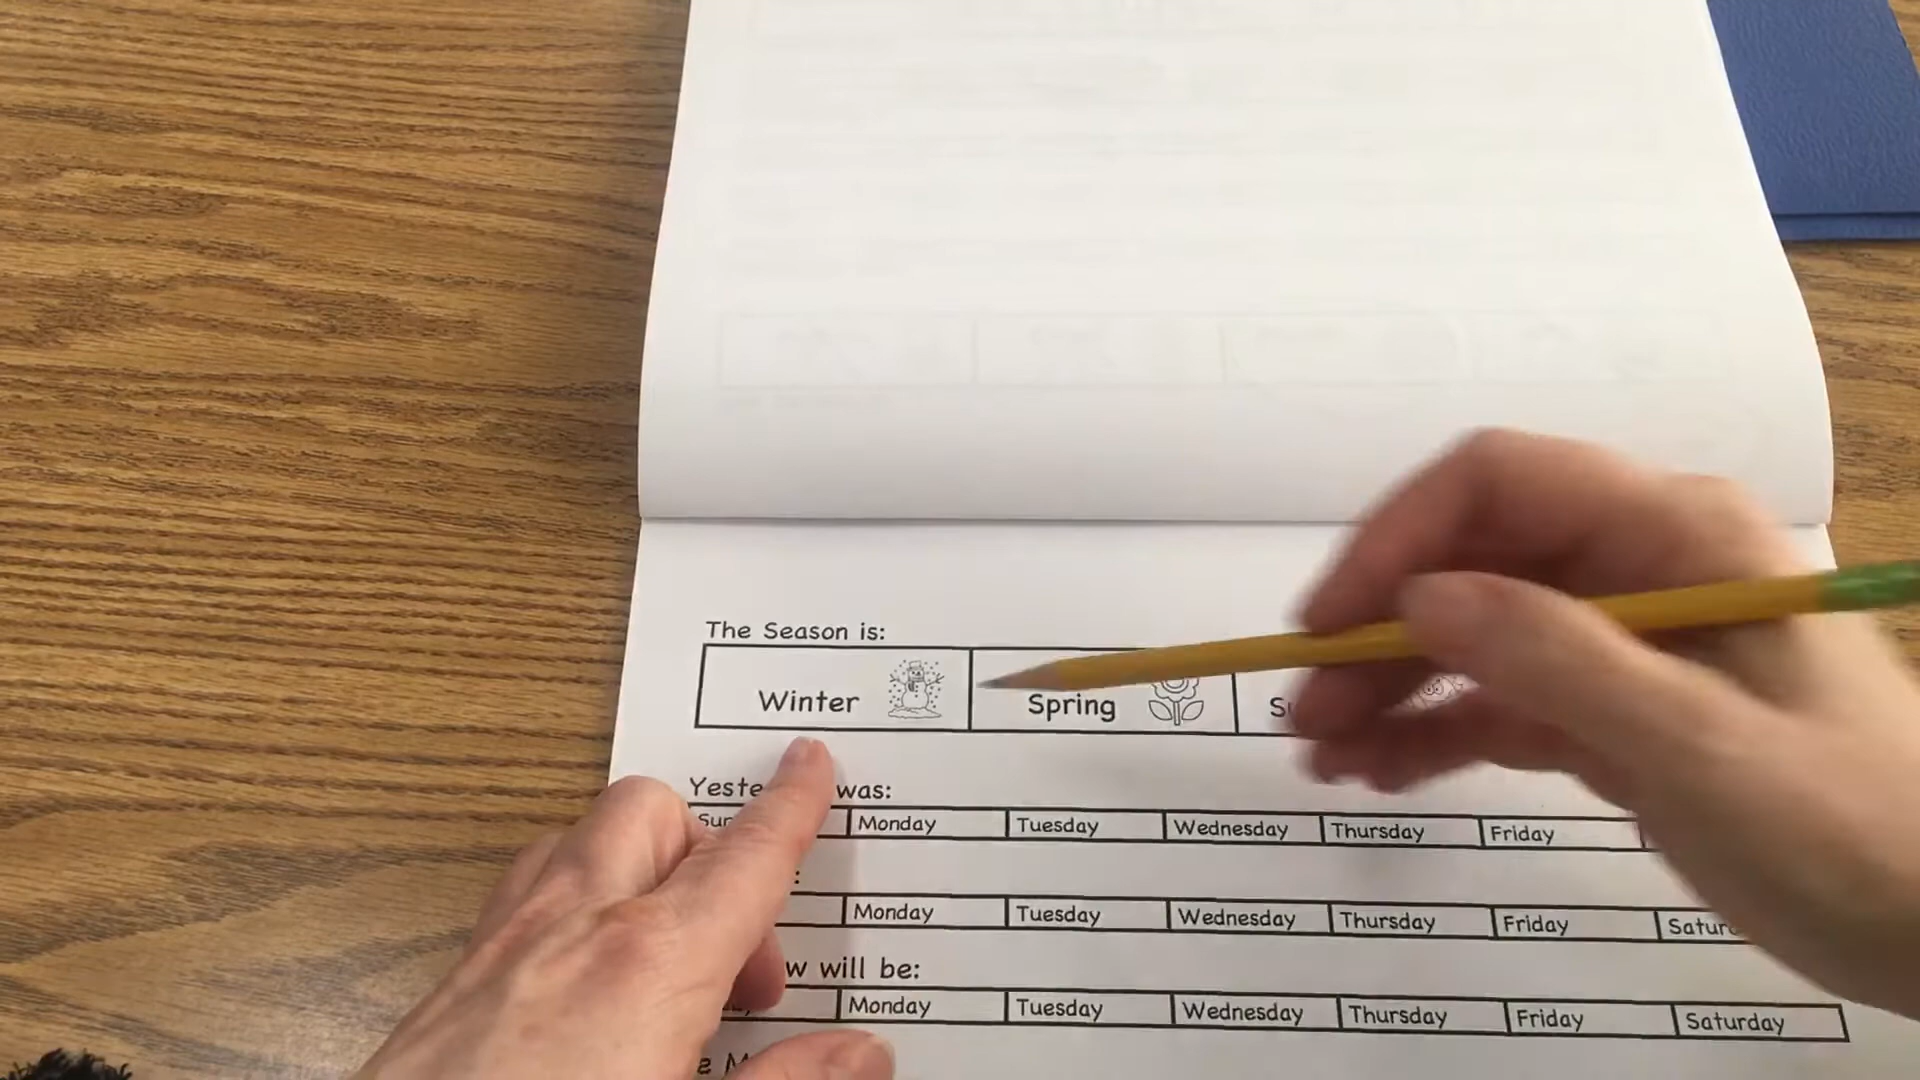 The Season is:
Winter Spring
was:
Monday Tuesday Wednesday Thursday Friday
Monday Tuesday Wednesday Thursday Friday
will be:
Monday Tuesday Wednesday Thursday Friday Saturday